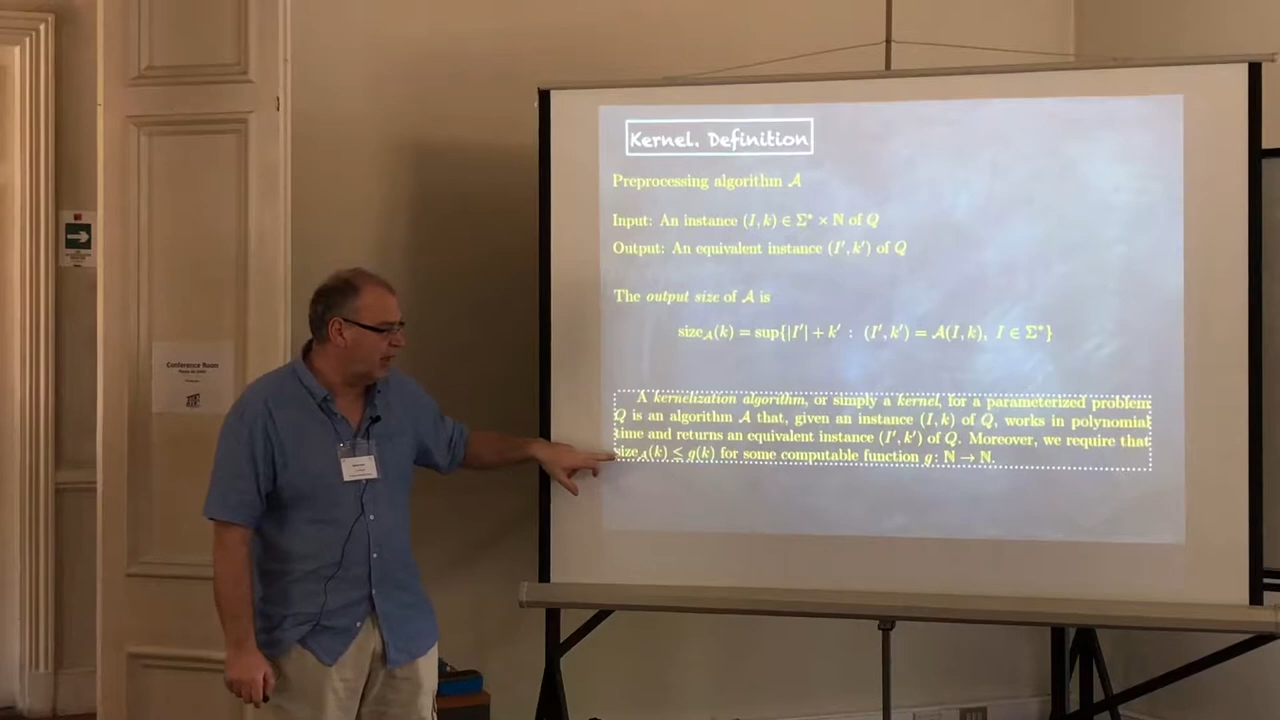 Kernel. Definition
Preprocessing algorithm 𝒜
Input: An instance (I, k) ∈ Σ* × ℕ of Q
Output: An equivalent instance (I′, k′) of Q
The output size of 𝒜 is
size𝒜(k) = sup{|I′| + k′ : (I′, k′) = 𝒜(I, k), I ∈ Σ*}
A kernelization algorithm, or simply a kernel, for a parameterized problem
Q is an algorithm 𝒜 that, given an instance (I, k) of Q, works in polynomial
time and returns an equivalent instance (I′, k′) of Q. Moreover, we require that
size𝒜(k) ≤ g(k) for some computable function g: ℕ → ℕ.
Conference Room